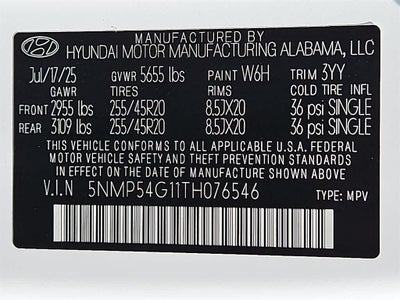 MANUFACTURED BY
HYUNDAI MOTOR MANUFACTURING ALABAMA, LLC
Jul/17/25 GVWR 5655 lbs PAINT W6H TRIM 3YY
GAWR TIRES RIMS COLD TIRE INFL
FRONT 2955 lbs 255/45R20 8.5JX20 36 psi SINGLE
REAR 3109 lbs 255/45R20 8.5JX20 36 psi SINGLE
THIS VEHICLE CONFORMS TO ALL APPLICABLE U.S.A. FEDERAL
MOTOR VEHICLE SAFETY STANDARDS IN EFFECT ON
THE DATE OF MANUFACTURE SHOWN ABOVE.
V.I.N 5NMP54G11TH076546 TYPE: MPV